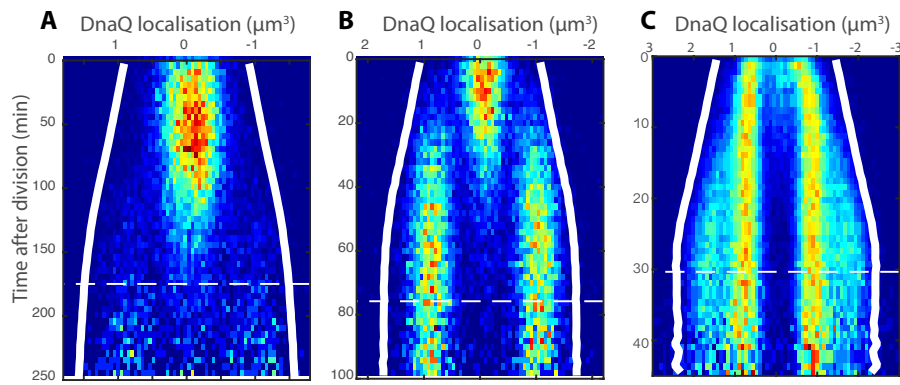 A
DnaQ localisation (μm³)
1 0 -1
Time after division (min)
0
50
100
150
200
250
B
DnaQ localisation (μm³)
2 1 0 -1 -2
0
20
40
60
80
100
C
DnaQ localisation (μm³)
3 2 1 0 -1 -2 -3
0
10
20
30
40